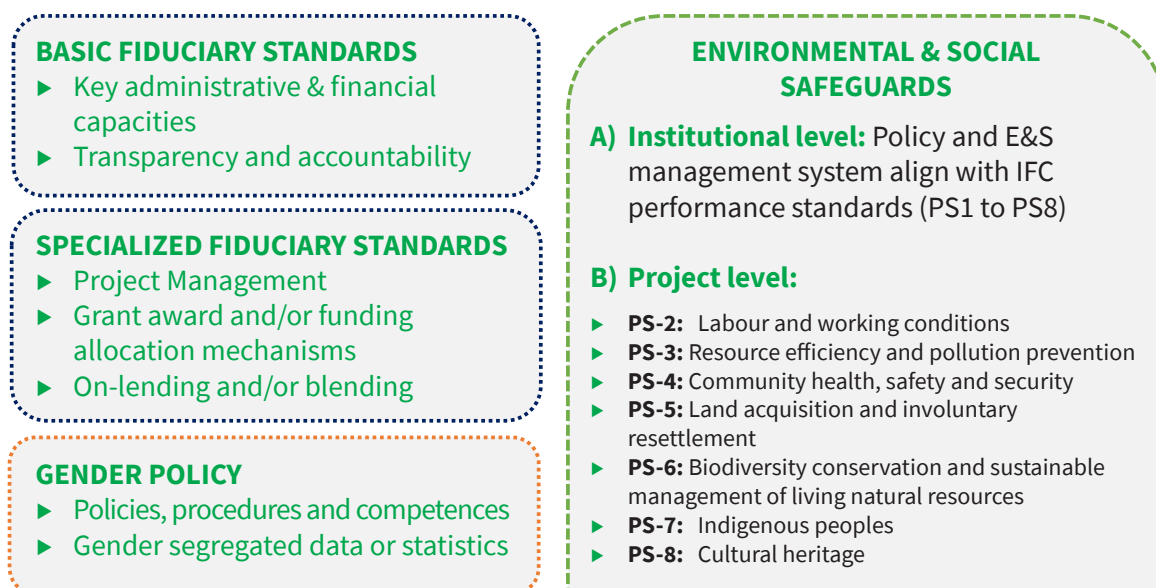 BASIC FIDUCIARY STANDARDS
▶ Key administrative & financial
capacities
▶ Transparency and accountability
SPECIALIZED FIDUCIARY STANDARDS
▶ Project Management
▶ Grant award and/or funding
allocation mechanisms
▶ On-lending and/or blending
GENDER POLICY
▶ Policies, procedures and competences
▶ Gender segregated data or statistics
ENVIRONMENTAL & SOCIAL
SAFEGUARDS
A) Institutional level: Policy and E&S
management system align with IFC
performance standards (PS1 to PS8)
B) Project level:
▶ PS-2: Labour and working conditions
▶ PS-3: Resource efficiency and pollution prevention
▶ PS-4: Community health, safety and security
▶ PS-5: Land acquisition and involuntary
resettlement
▶ PS-6: Biodiversity conservation and sustainable
management of living natural resources
▶ PS-7: Indigenous peoples
▶ PS-8: Cultural heritage